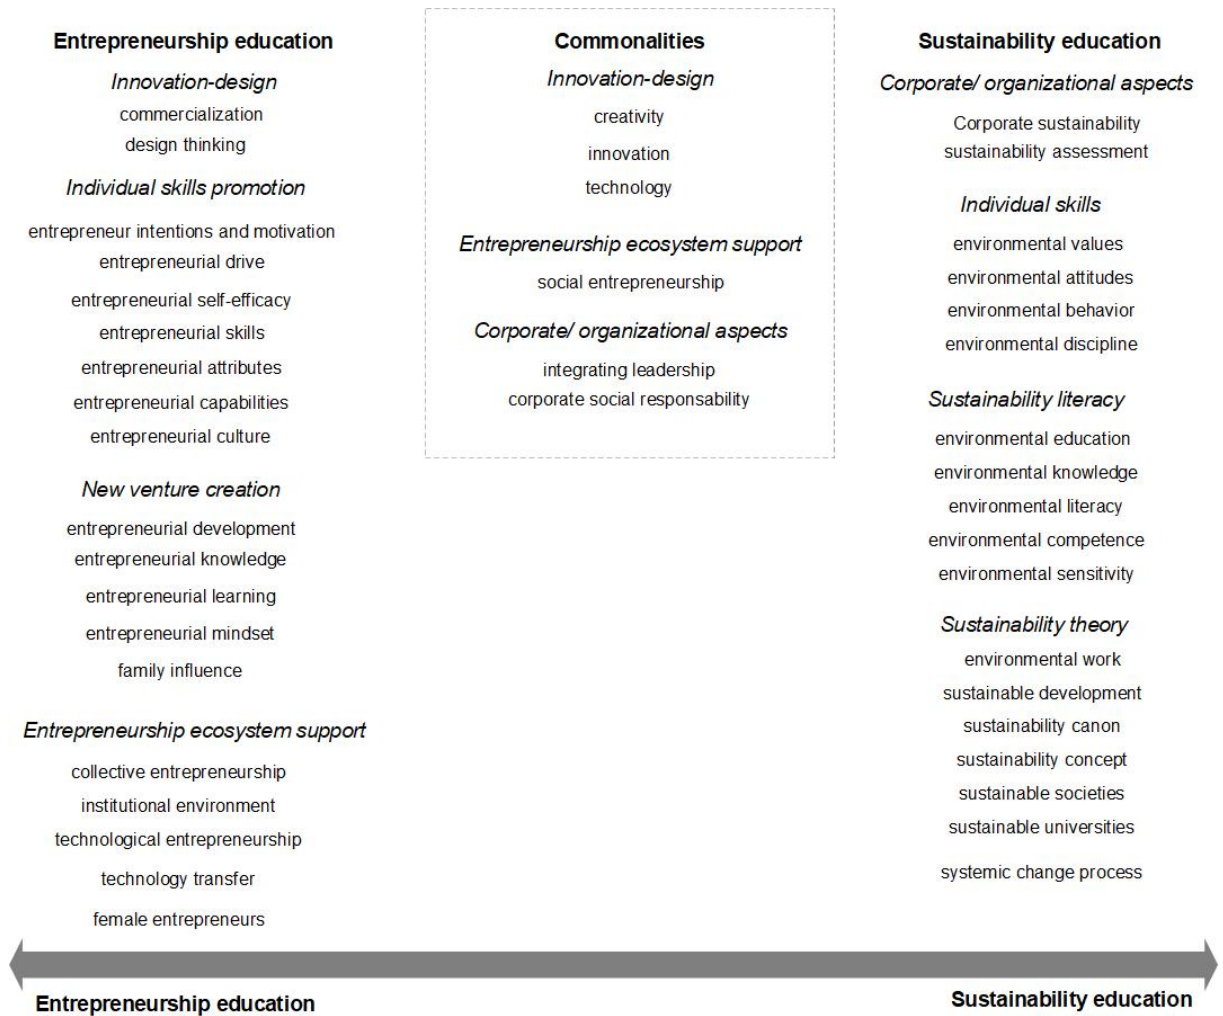 Entrepreneurship education
Innovation-design
commercialization
design thinking
Individual skills promotion
entrepreneur intentions and motivation
entrepreneurial drive
entrepreneurial self-efficacy
entrepreneurial skills
entrepreneurial attributes
entrepreneurial capabilities
entrepreneurial culture
New venture creation
entrepreneurial development
entrepreneurial knowledge
entrepreneurial learning
entrepreneurial mindset
family influence
Entrepreneurship ecosystem support
collective entrepreneurship
institutional environment
technological entrepreneurship
technology transfer
female entrepreneurs
Commonalities
Innovation-design
creativity
innovation
technology
Entrepreneurship ecosystem support
social entrepreneurship
Corporate/ organizational aspects
integrating leadership
corporate social responsability
Sustainability education
Corporate/ organizational aspects
Corporate sustainability
sustainability assessment
Individual skills
environmental values
environmental attitudes
environmental behavior
environmental discipline
Sustainability literacy
environmental education
environmental knowledge
environmental literacy
environmental competence
environmental sensitivity
Sustainability theory
environmental work
sustainable development
sustainability canon
sustainability concept
sustainable societies
sustainable universities
systemic change process
Entrepreneurship education
Sustainability education